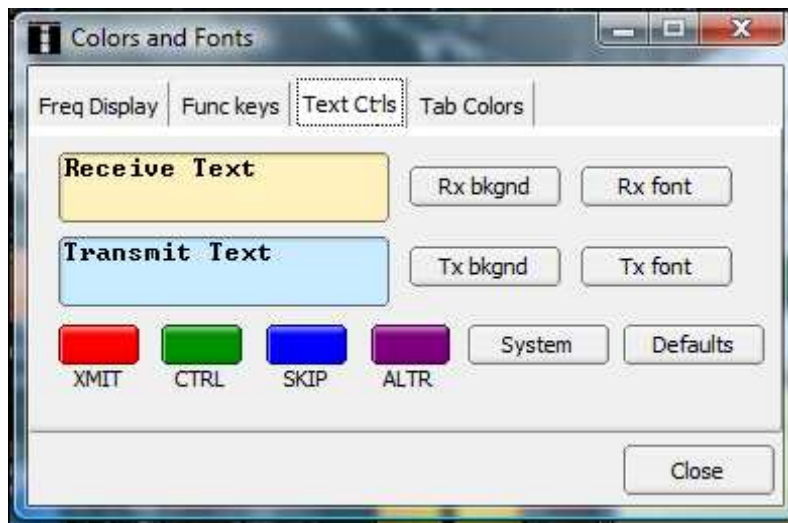 Colors and Fonts
Freq Display Func keys Text Ctrls Tab Colors
Receive Text Rx bkgnd Rx font
Transmit Text Tx bkgnd Tx font
System Defaults
XMIT CTRL SKIP ALTR
Close